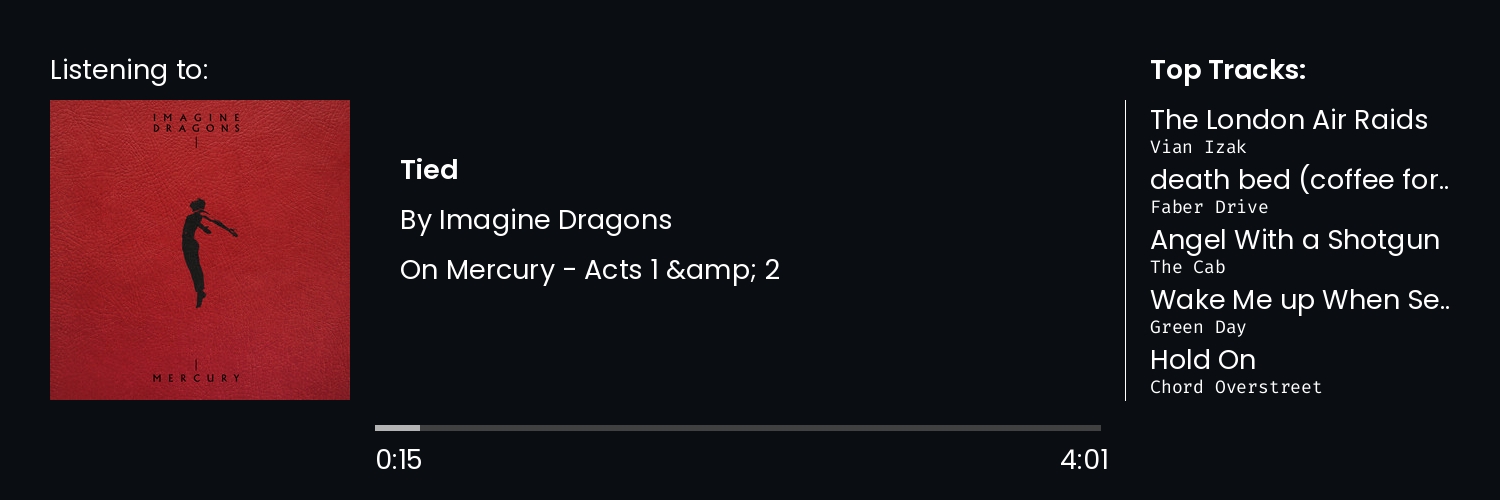 Listening to:
IMAGINE
DRAGONS
MERCURY
Tied
By Imagine Dragons
On Mercury - Acts 1 &amp; 2
0:15
4:01
Top Tracks:
The London Air Raids
Vian Izak
death bed (coffee for..
Faber Drive
Angel With a Shotgun
The Cab
Wake Me up When Se..
Green Day
Hold On
Chord Overstreet